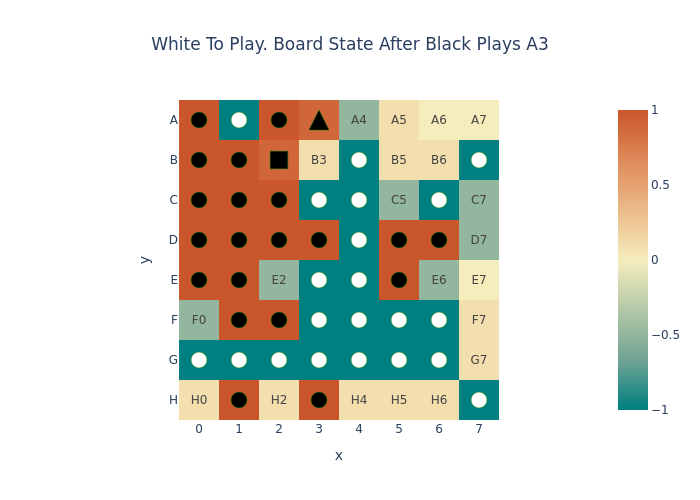 White To Play. Board State After Black Plays A3
A A4 A5 A6 A7 1
B B3 B5 B6
0.5
C C5 C7
D D7
y
0
E E2 E6 E7
F F0 F7 −0.5
G G7
H H0 H2 H4 H5 H6 −1
0 1 2 3 4 5 6 7
x